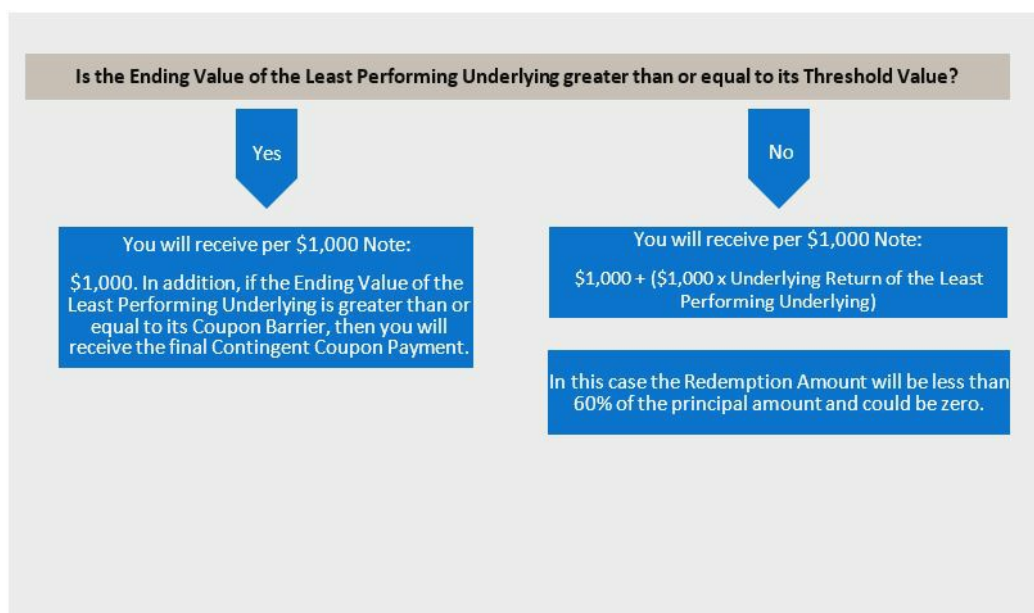 Is the Ending Value of the Least Performing Underlying greater than or equal to its Threshold Value?
Yes
You will receive per $1,000 Note:
$1,000. In addition, if the Ending Value of the
Least Performing Underlying is greater than or
equal to its Coupon Barrier, then you will
receive the final Contingent Coupon Payment.
No
You will receive per $1,000 Note:
$1,000 + ($1,000 x Underlying Return of the Least
Performing Underlying)
In this case the Redemption Amount will be less than
60% of the principal amount and could be zero.